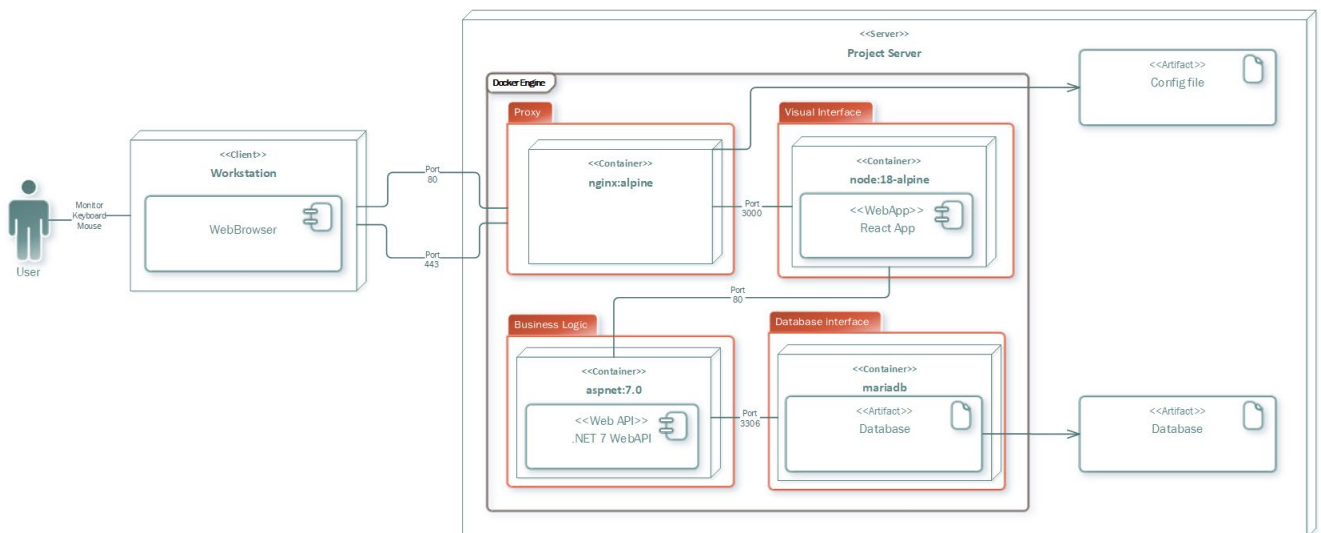 <<Server>>
Project Server
Docker Engine
<<Artifact>>
Config file
Proxy
Visual Interface
<<Container>>
nginx:alpine
<<Container>>
node:18-alpine
<<Client>>
Workstation
Port
80
Monitor
Keyboard
Mouse
WebBrowser
Port
3000
<<WebApp>>
React App
User
Port
443
Port
80
Business Logic
Database interface
<<Container>>
aspnet:7.0
<<Container>>
mariadb
<<Web API>>
.NET 7 WebAPI
Port
3306
<<Artifact>>
Database
<<Artifact>>
Database